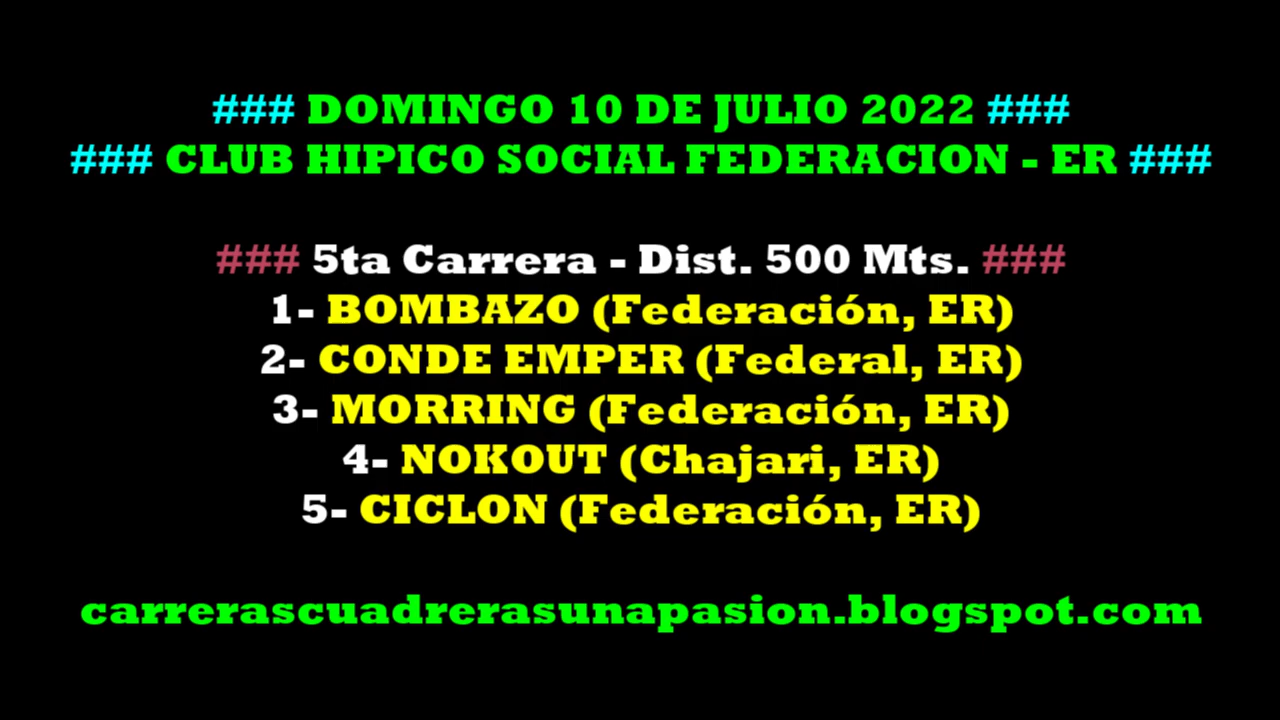 ### DOMINGO 10 DE JULIO 2022 ###
### CLUB HIPICO SOCIAL FEDERACION - ER ###
### 5ta Carrera - Dist. 500 Mts. ###
1- BOMBAZO (Federación, ER)
2- CONDE EMPER (Federal, ER)
3- MORRING (Federación, ER)
4- NOKOUT (Chajari, ER)
5- CICLON (Federación, ER)
carrerascuadrerasunapasion.blogspot.com